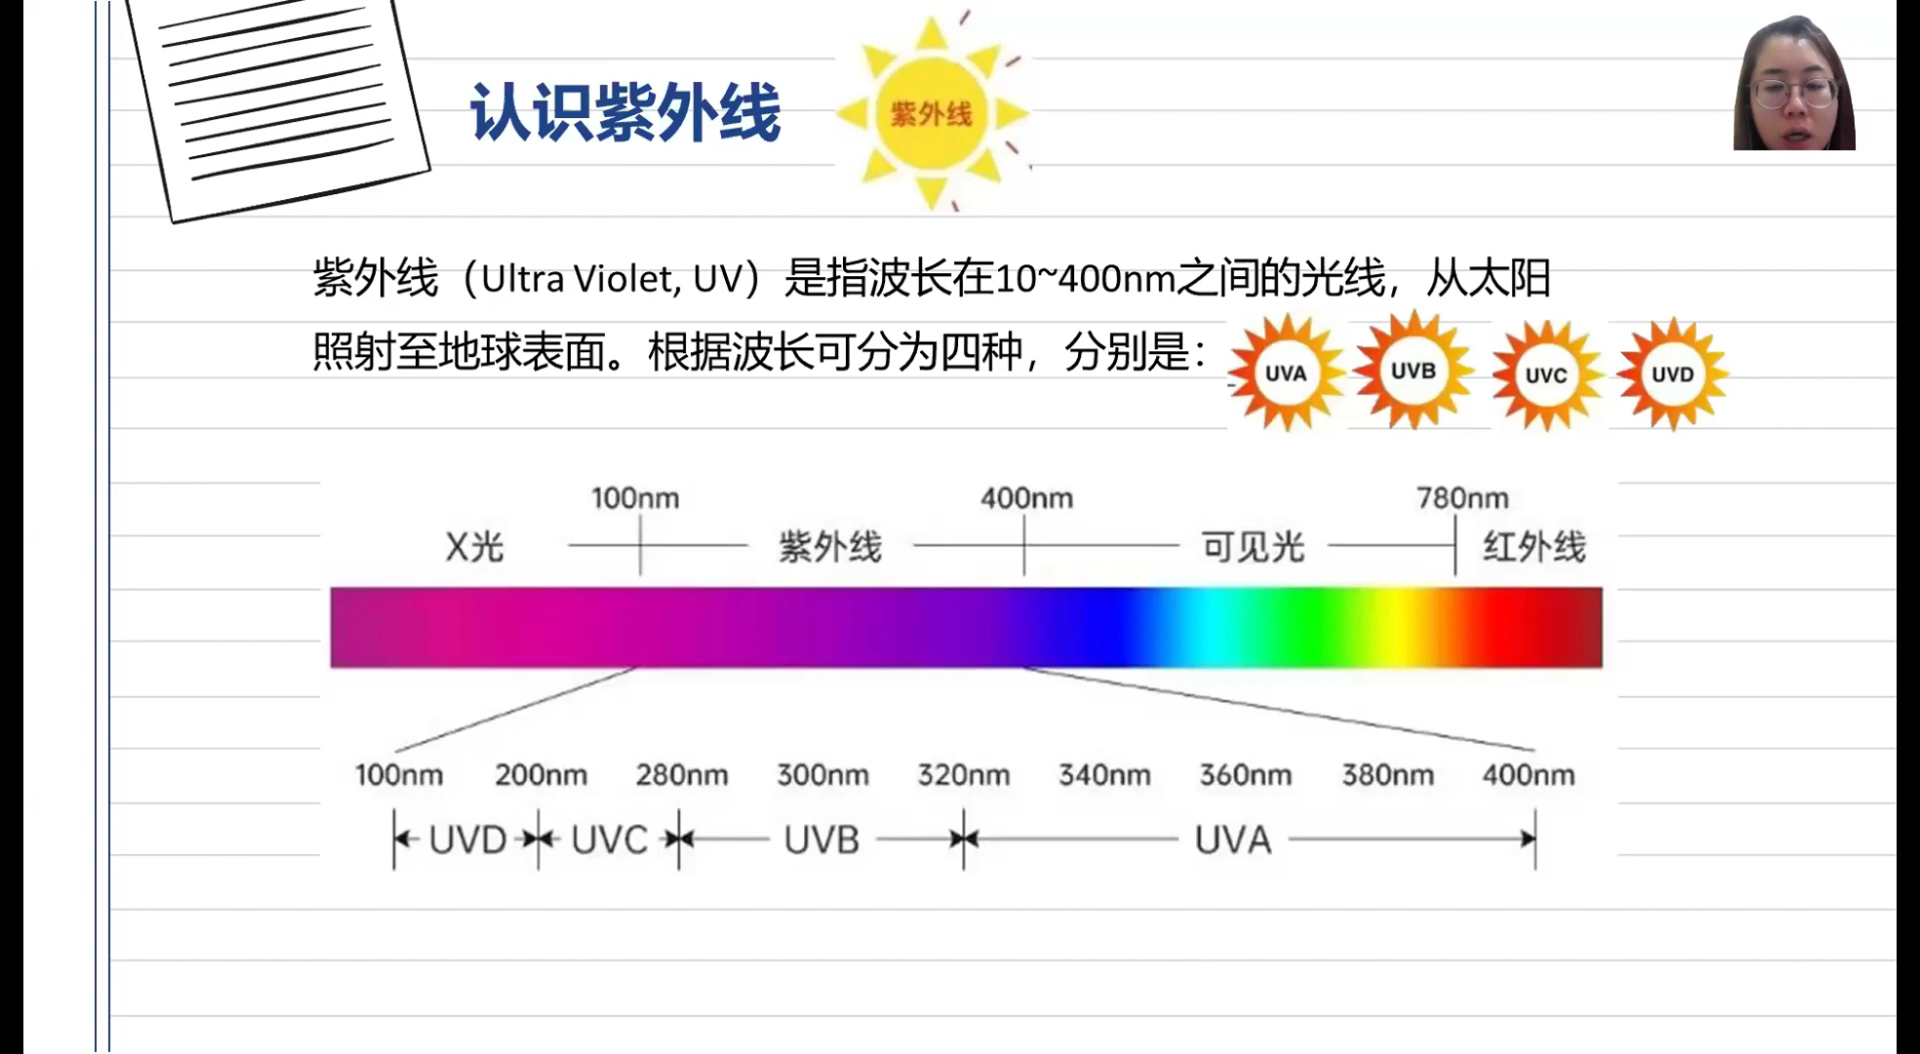 认识紫外线
紫外线
紫外线（Ultra Violet, UV）是指波长在10~400nm之间的光线，从太阳
照射至地球表面。根据波长可分为四种，分别是：
UVA UVB UVC UVD
100nm 400nm 780nm
X光 紫外线 可见光 红外线
100nm 200nm 280nm 300nm 320nm 340nm 360nm 380nm 400nm
UVD UVC UVB UVA